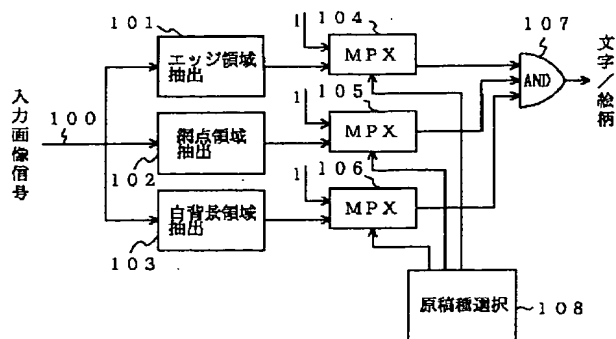 101
エッジ領域
抽出
入力画像信号
100
網点領域
抽出
102
白背景領域
抽出
103
1
104
MPX
1
105
MPX
1
106
MPX
107
AND
文字/絵柄
原稿種選択
108